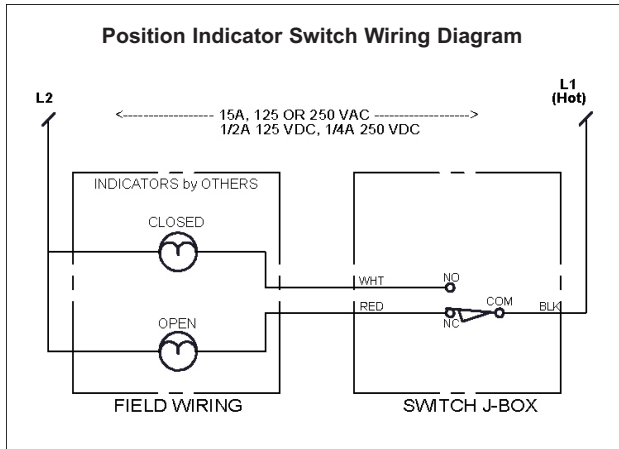 Position Indicator Switch Wiring Diagram
L2
L1
(Hot)
<---------------- 15A, 125 OR 250 VAC ----------------->
1/2A 125 VDC, 1/4A 250 VDC
INDICATORS by OTHERS
CLOSED
WHT
NO
COM
RED
NC
BLK
OPEN
FIELD WIRING
SWITCH J-BOX